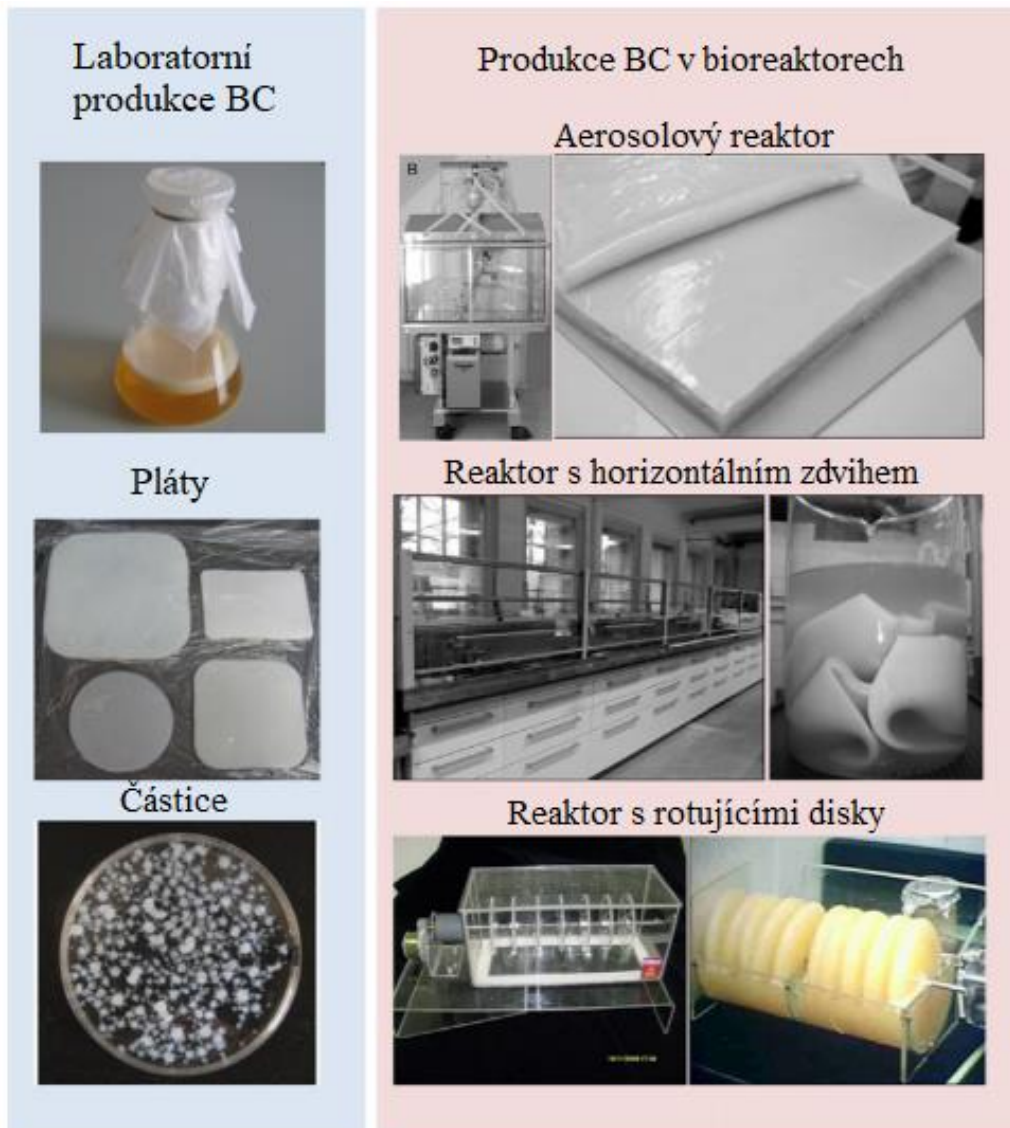 Laboratorní
produkce BC
Pláty
Částice
Produkce BC v bioreaktorech
Aerosolový reaktor
B
Reaktor s horizontálním zdvihem
Reaktor s rotujícími disky